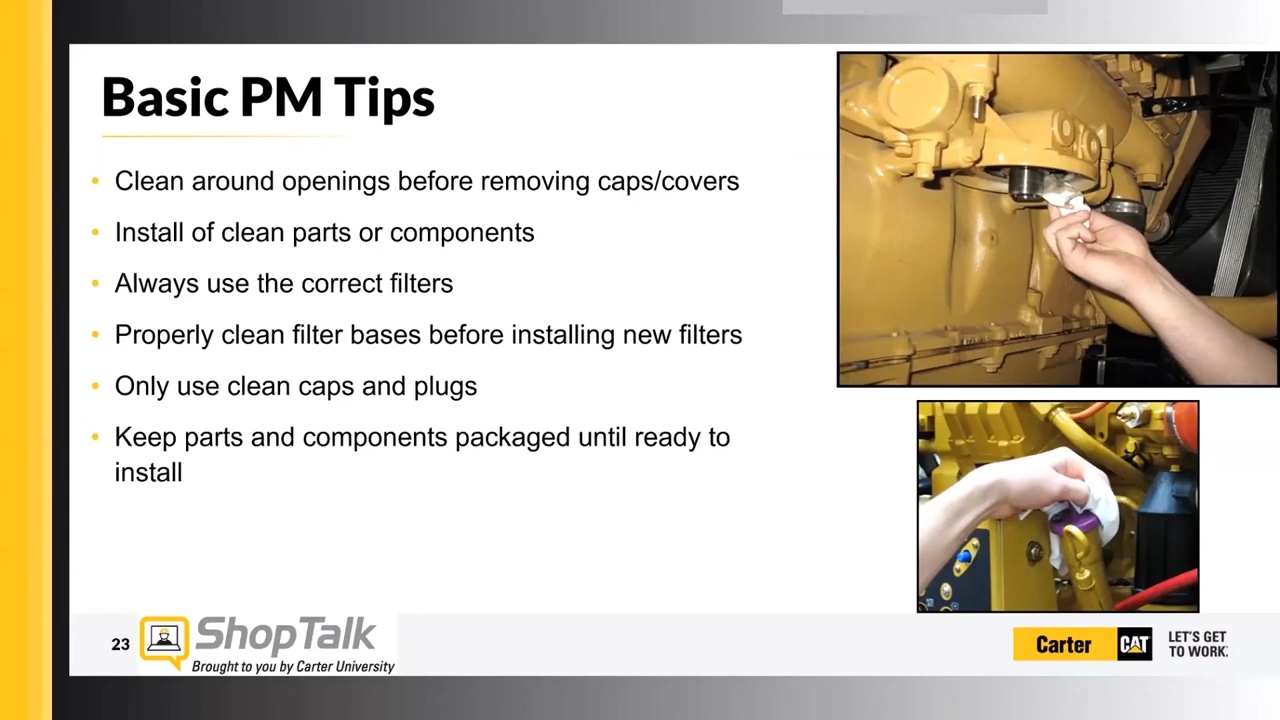 Basic PM Tips
• Clean around openings before removing caps/covers
• Install of clean parts or components
• Always use the correct filters
• Properly clean filter bases before installing new filters
• Only use clean caps and plugs
• Keep parts and components packaged until ready to
install
23
ShopTalk
Brought to you by Carter University
Carter
CAT
LET'S GET
TO WORK.